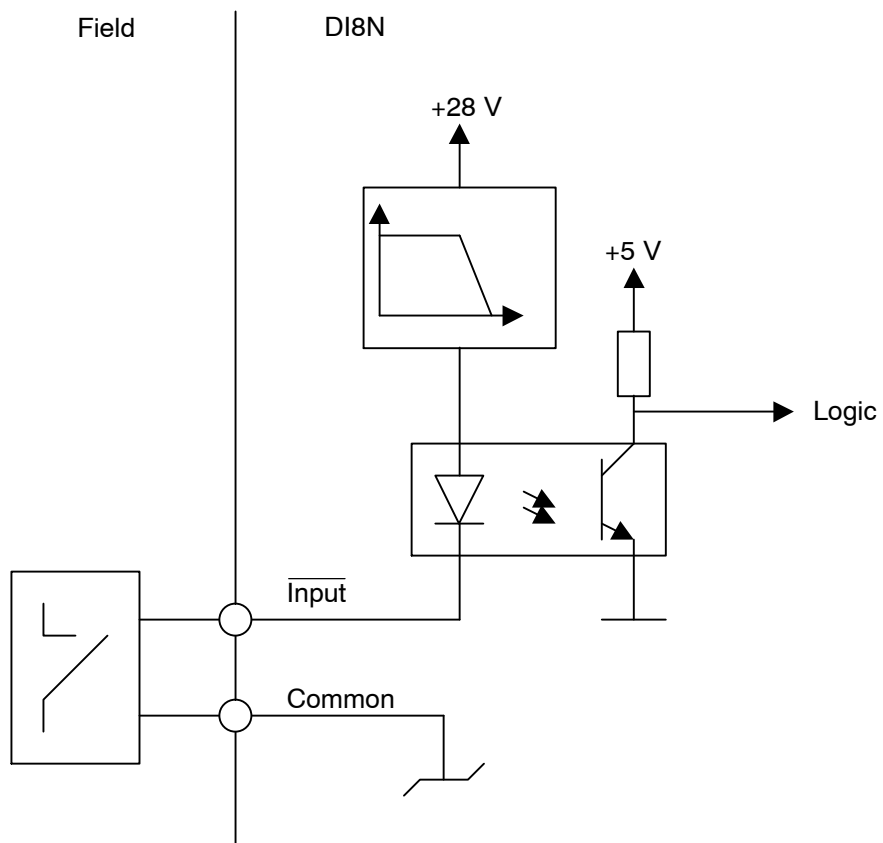 Field
DI8N
+28 V
+5 V
Logic
Input
Common